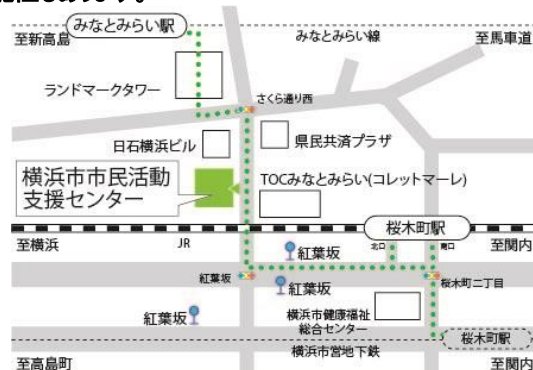 みなとみらい駅
至新高島
みなとみらい線
至馬車道
ランドマークタワー
さくら通り西
日石横浜ビル
県民共済プラザ
横浜市市民活動
支援センター
TOCみなとみらい(コレットマーレ)
桜木町駅
至横浜
JR
北口
南口
至関内
紅葉坂
紅葉坂
紅葉坂
桜木町二丁目
紅葉坂
横浜市健康福祉
総合センター
桜木町駅
横浜市営地下鉄
至高島町
至関内